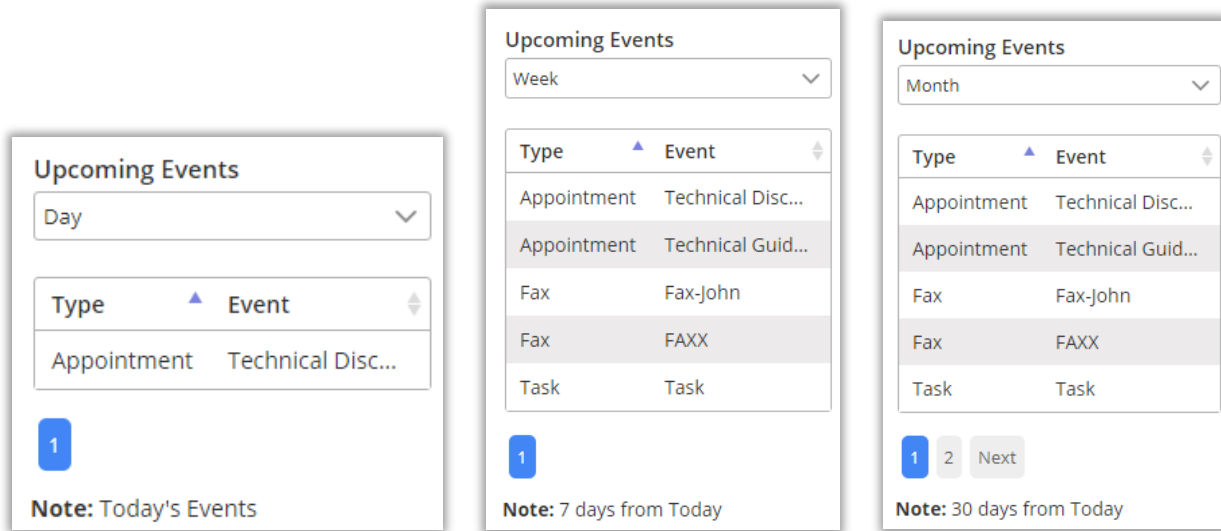 Upcoming Events
Day
Type Event
Appointment Technical Disc...
1
Note: Today's Events
Upcoming Events
Week
Type Event
Appointment Technical Disc...
Appointment Technical Guid...
Fax Fax-John
Fax FAXX
Task Task
1
Note: 7 days from Today
Upcoming Events
Month
Type Event
Appointment Technical Disc...
Appointment Technical Guid...
Fax Fax-John
Fax FAXX
Task Task
1 2 Next
Note: 30 days from Today